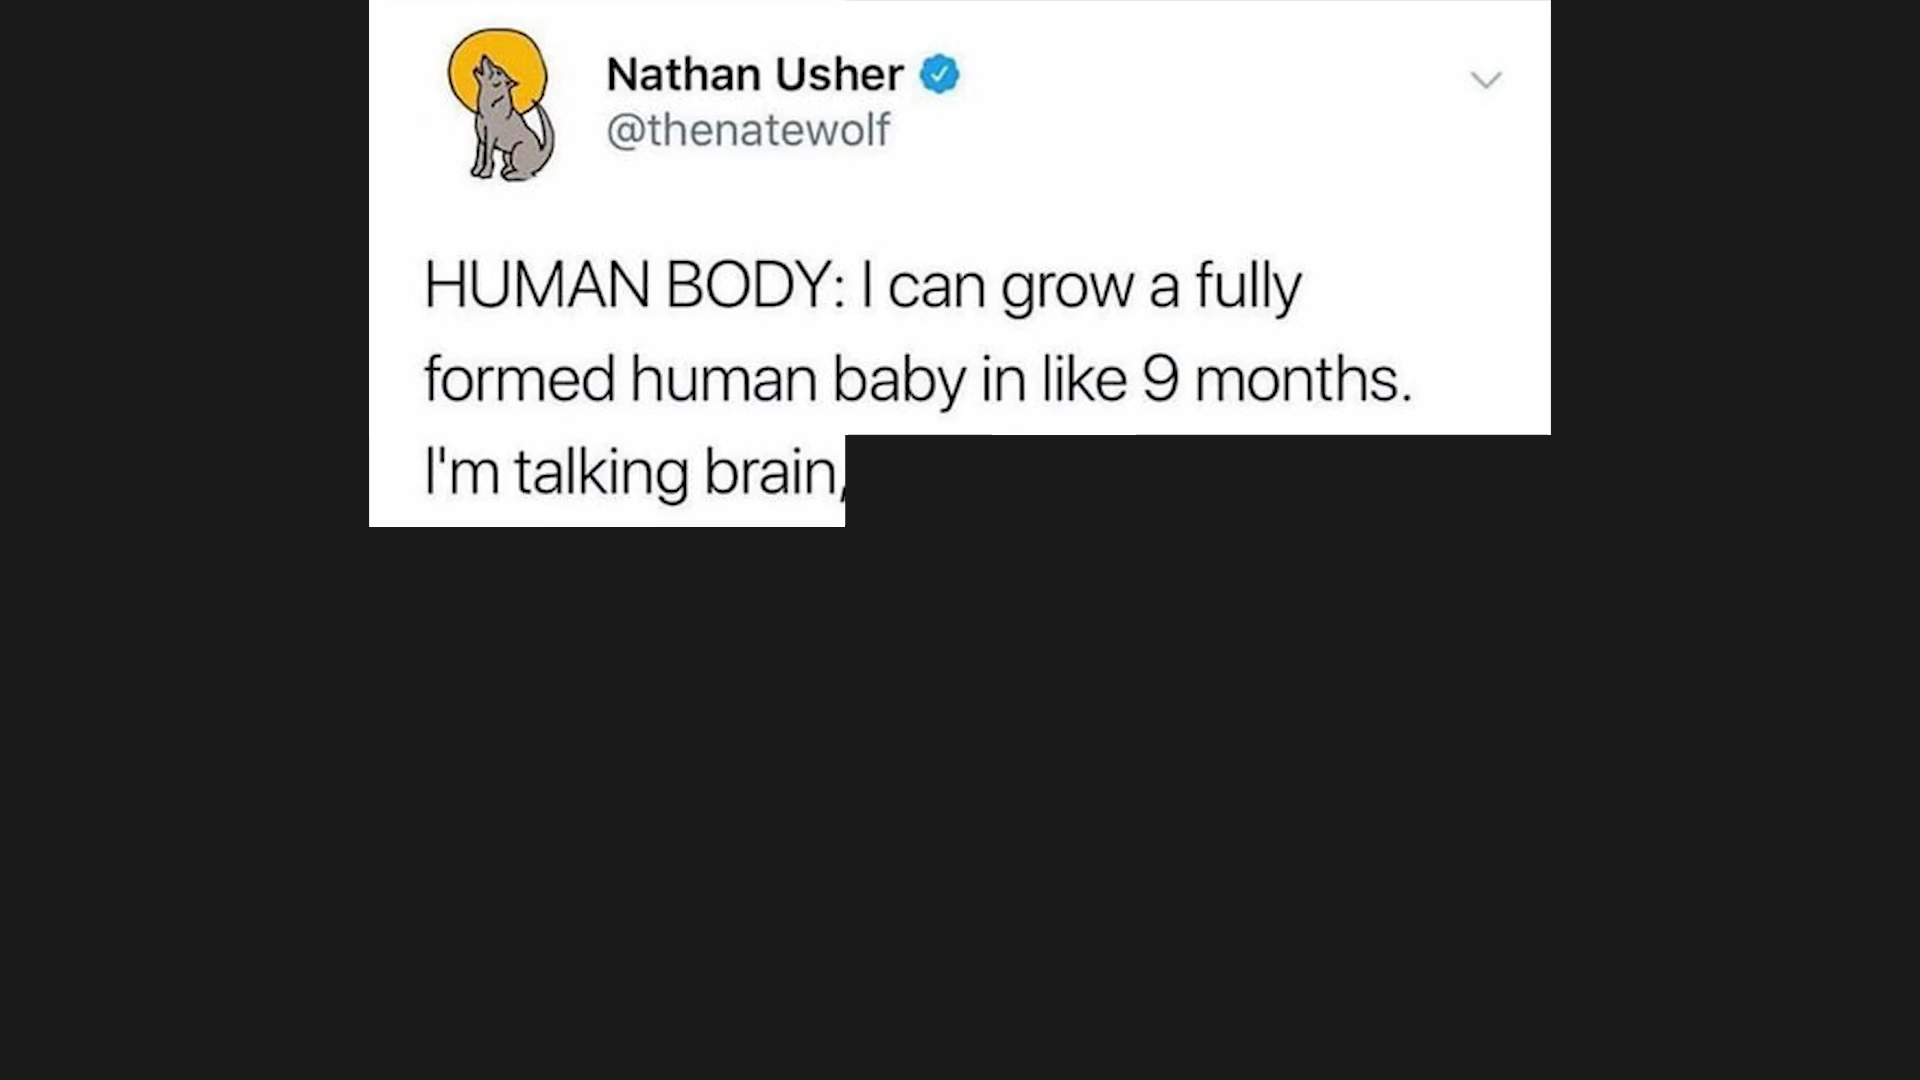 Nathan Usher
@thenatewolf
HUMAN BODY: I can grow a fully
formed human baby in like 9 months.
I'm talking brain,